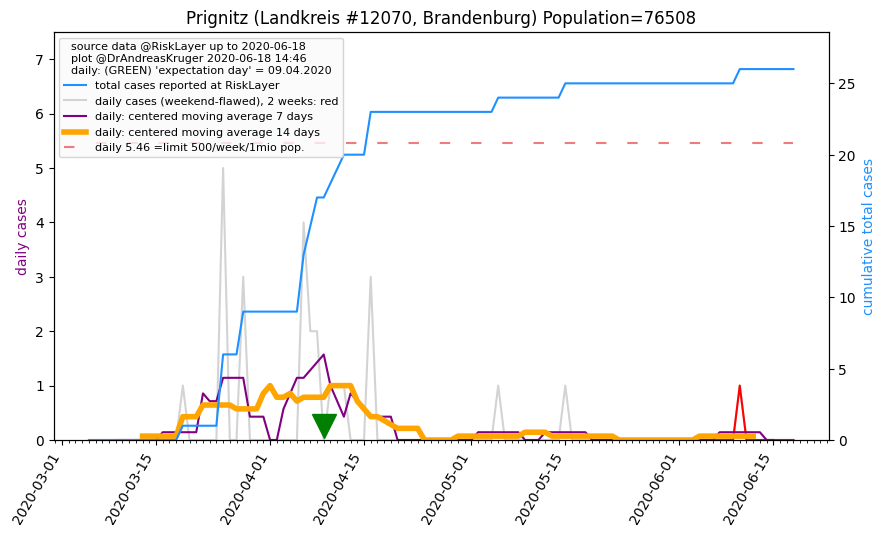 Prignitz (Landkreis #12070, Brandenburg) Population=76508
source data @RiskLayer up to 2020-06-18
plot @DrAndreasKruger 2020-06-18 14:46
daily: (GREEN) 'expectation day' = 09.04.2020
total cases reported at RiskLayer
daily cases (weekend-flawed), 2 weeks: red
daily: centered moving average 7 days
daily: centered moving average 14 days
daily 5.46 =limit 500/week/1mio pop.
daily cases
7
6
5
4
3
2
1
0
cumulative total cases
25
20
15
10
5
0
2020-03-01
2020-03-15
2020-04-01
2020-04-15
2020-05-01
2020-05-15
2020-06-01
2020-06-15